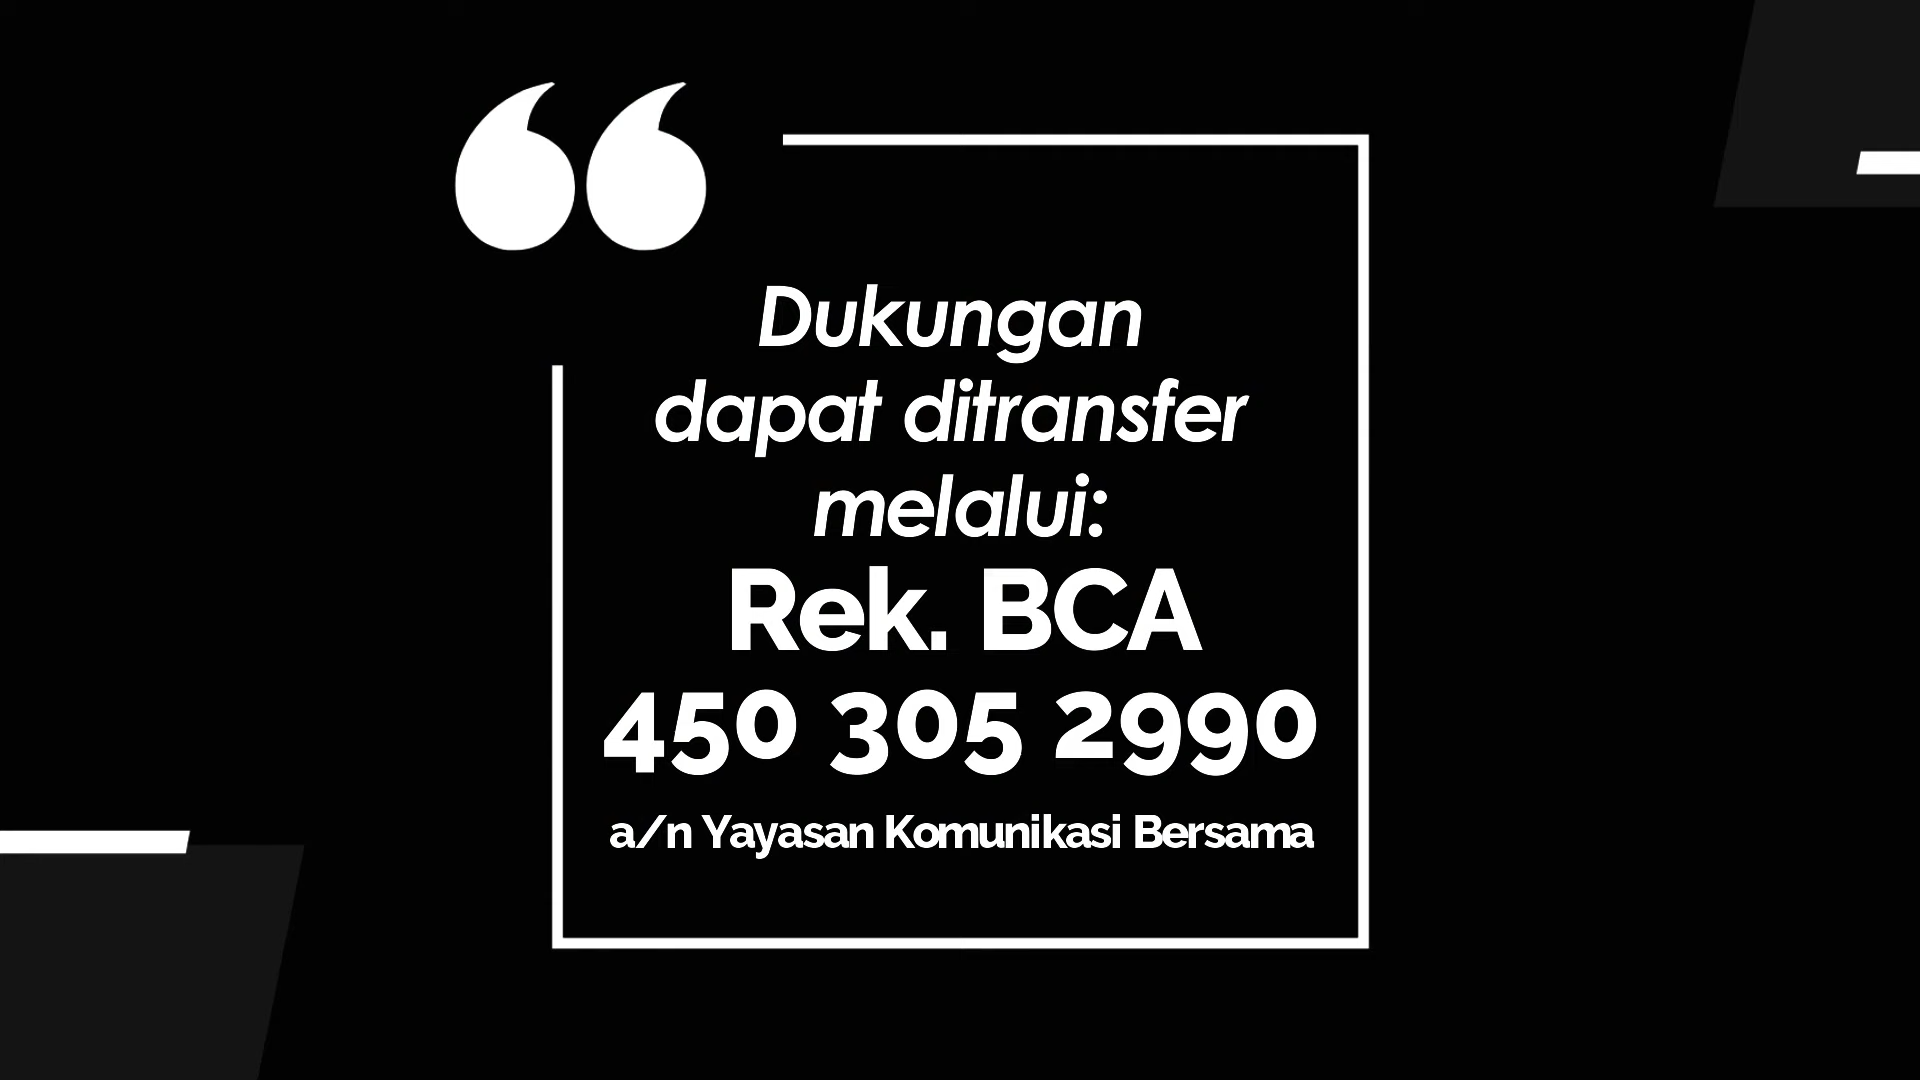 Dukungan
dapat ditransfer
melalui:
Rek. BCA
450 305 2990
a/n Yayasan Komunikasi Bersama